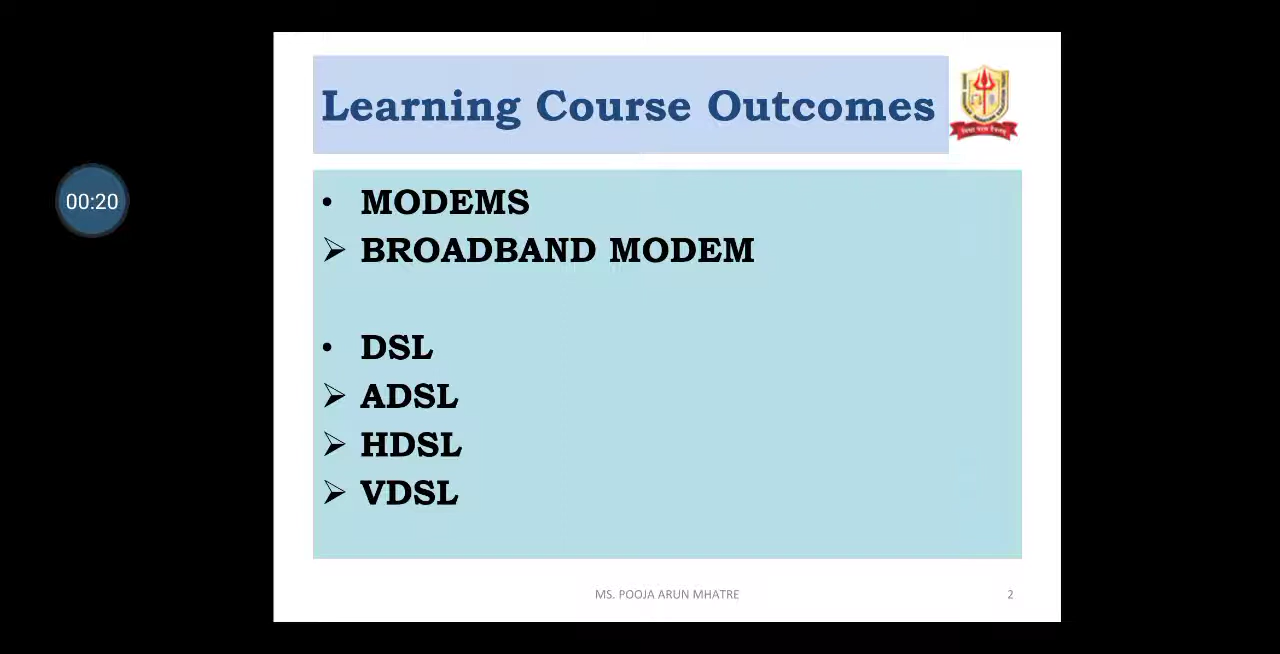 Learning Course Outcomes
00:20
• MODEMS
➢ BROADBAND MODEM
• DSL
➢ ADSL
➢ HDSL
➢ VDSL
MS. POOJA ARUN MHATRE
2